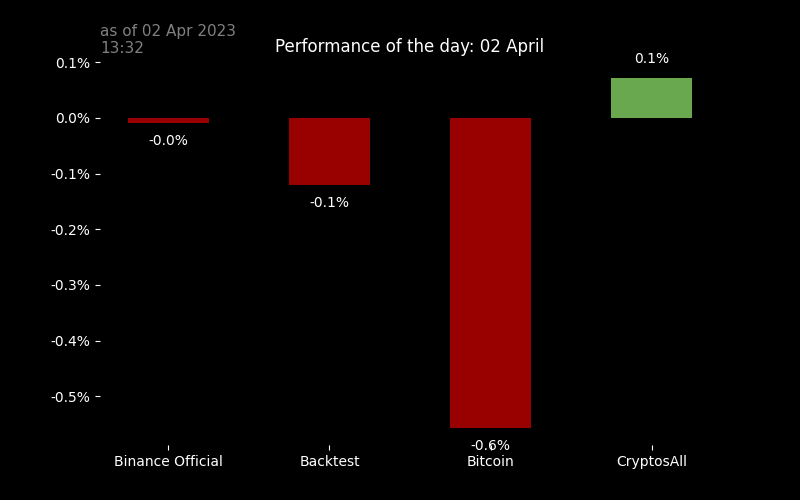 as of 02 Apr 2023
13:32
Performance of the day: 02 April
0.1%
0.1%
0.0%
-0.0%
-0.1%
-0.1%
-0.2%
-0.3%
-0.4%
-0.5%
-0.6%
Binance Official
Backtest
Bitcoin
CryptosAll